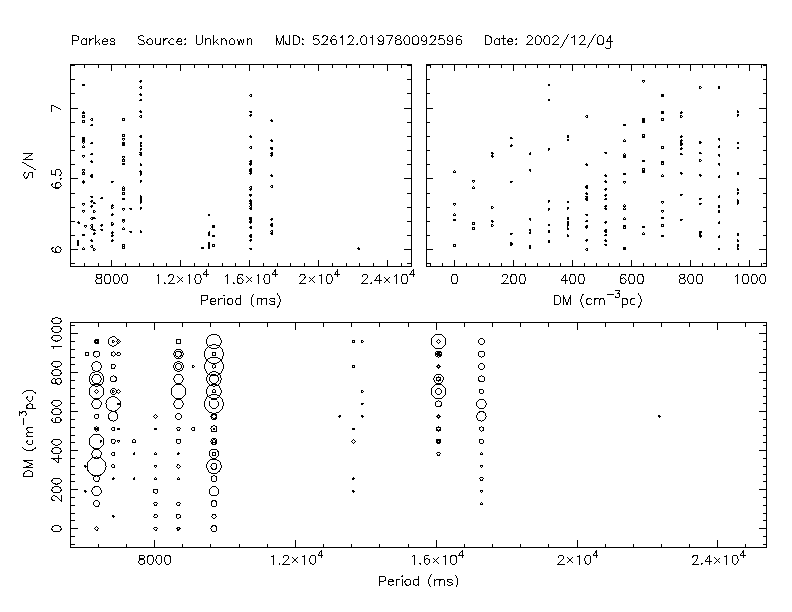 Parkes Source: Unknown MJD: 52612.019780092596 Date: 2002/12/04
S/N
7
6.5
6
8000 1.2×10⁴ 1.6×10⁴ 2×10⁴ 2.4×10⁴
Period (ms)
0 200 400 600 800 1000
DM (cm⁻³pc)
DM (cm⁻³pc)
1000
800
600
400
200
0
8000 1.2×10⁴ 1.6×10⁴ 2×10⁴ 2.4×10⁴
Period (ms)